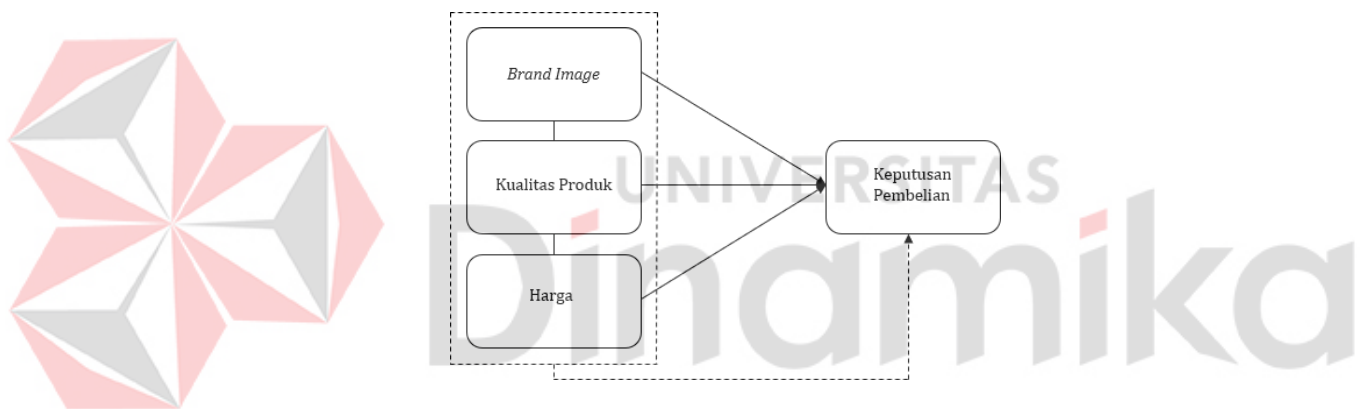 Brand Image
Kualitas Produk
Harga
Keputusan
Pembelian
UNIVERSITAS
Dinamika